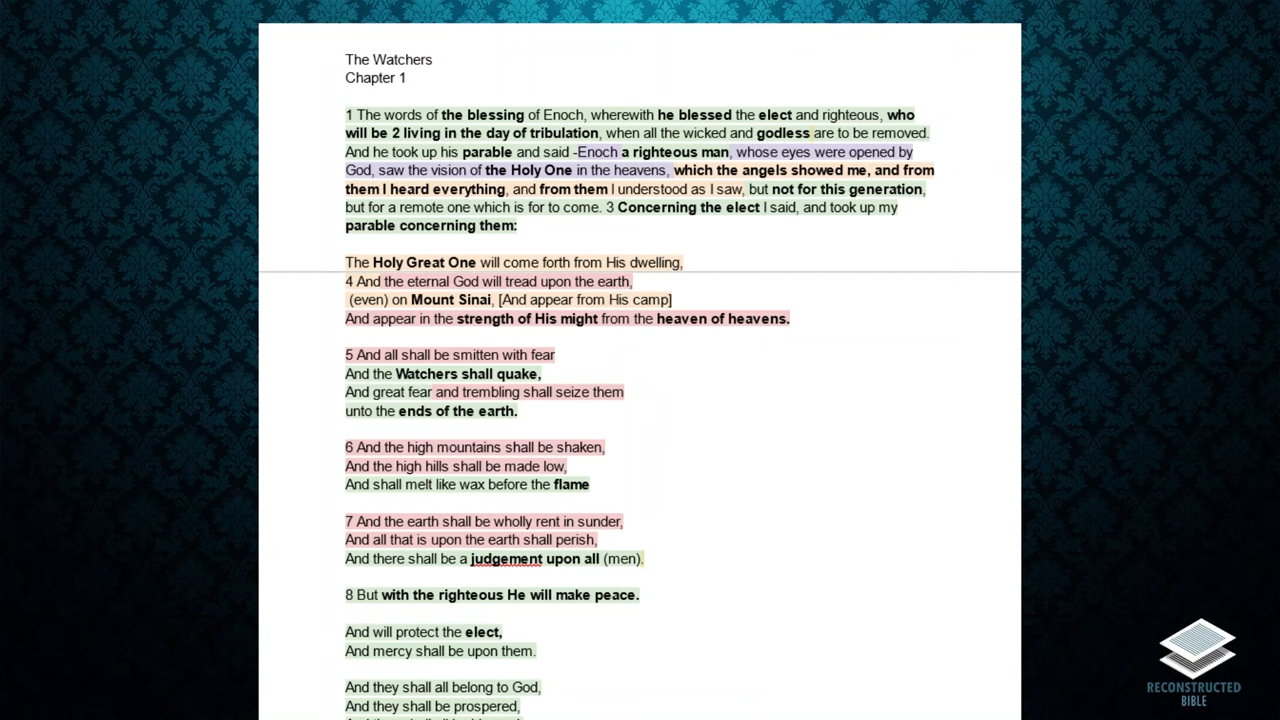 The Watchers
Chapter 1
1 The words of the blessing of Enoch, wherewith he blessed the elect and righteous, who
will be 2 living in the day of tribulation, when all the wicked and godless are to be removed.
And he took up his parable and said -Enoch a righteous man, whose eyes were opened by
God, saw the vision of the Holy One in the heavens, which the angels showed me, and from
them I heard everything, and from them I understood as I saw, but not for this generation,
but for a remote one which is for to come. 3 Concerning the elect I said, and took up my
parable concerning them:
The Holy Great One will come forth from His dwelling,
4 And the eternal God will tread upon the earth,
(even) on Mount Sinai, [And appear from His camp]
And appear in the strength of His might from the heaven of heavens.
5 And all shall be smitten with fear
And the Watchers shall quake,
And great fear and trembling shall seize them
unto the ends of the earth.
6 And the high mountains shall be shaken,
And the high hills shall be made low,
And shall melt like wax before the flame
7 And the earth shall be wholly rent in sunder,
And all that is upon the earth shall perish,
And there shall be a judgement upon all (men).
8 But with the righteous He will make peace.
And will protect the elect,
And mercy shall be upon them.
And they shall all belong to God,
And they shall be prospered,
RECONSTRUCTED
BIBLE